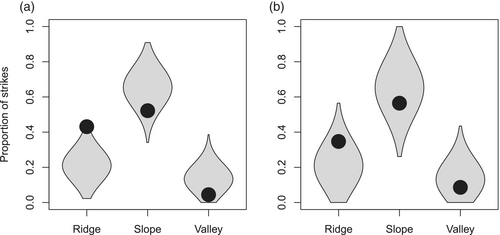 (a) (b)
Proportion of strikes
1.0 1.0
0.8 0.8
0.6 0.6
0.4 0.4
0.2 0.2
0.0 0.0
Ridge Slope Valley Ridge Slope Valley